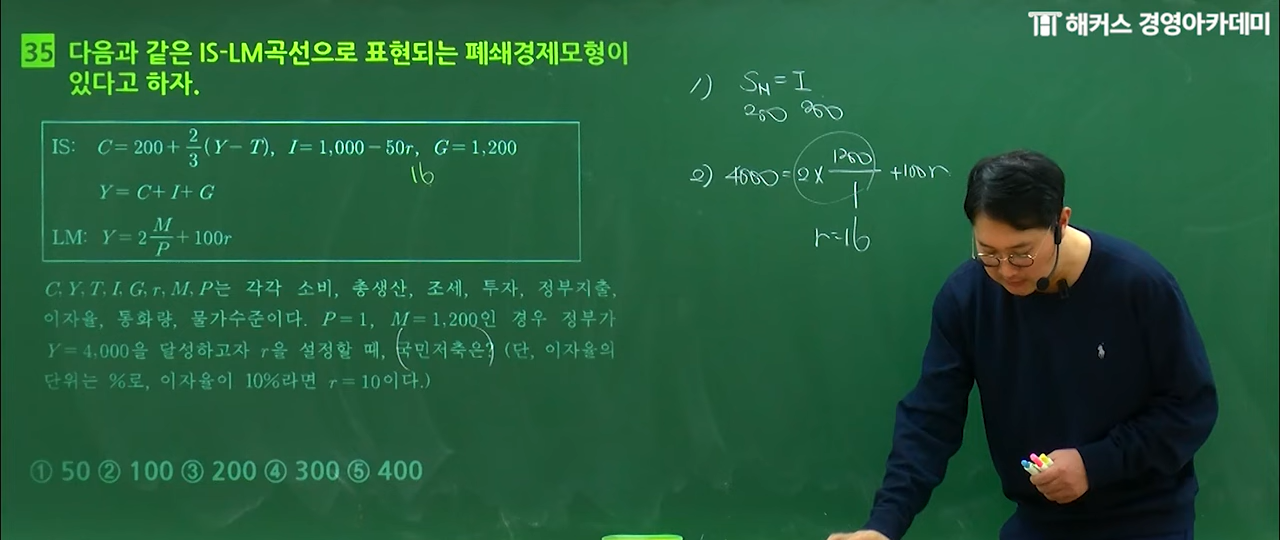 해커스 경영아카데미
35 다음과 같은 IS-LM곡선으로 표현되는 폐쇄경제모형이
있다고 하자.
IS: C=200+2/3(Y-T), I=1,000-50r, G=1,200
16
Y=C+I+G
LM: Y=2M/P+100r
C, Y, T, I, G, r, M, P는 각각 소비, 총생산, 조세, 투자, 정부지출,
이자율, 통화량, 물가수준이다. P=1, M=1,200인 경우 정부가
Y=4,000을 달성하고자 r을 설정할 때, 국민저축은? (단, 이자율의
단위는 %로, 이자율이 10%라면 r=10이다.)
① 50 ② 100 ③ 200 ④ 300 ⑤ 400
1) S_N = I
200 200
2) 4000 = 2 × 1200/1 + 100r
r=16